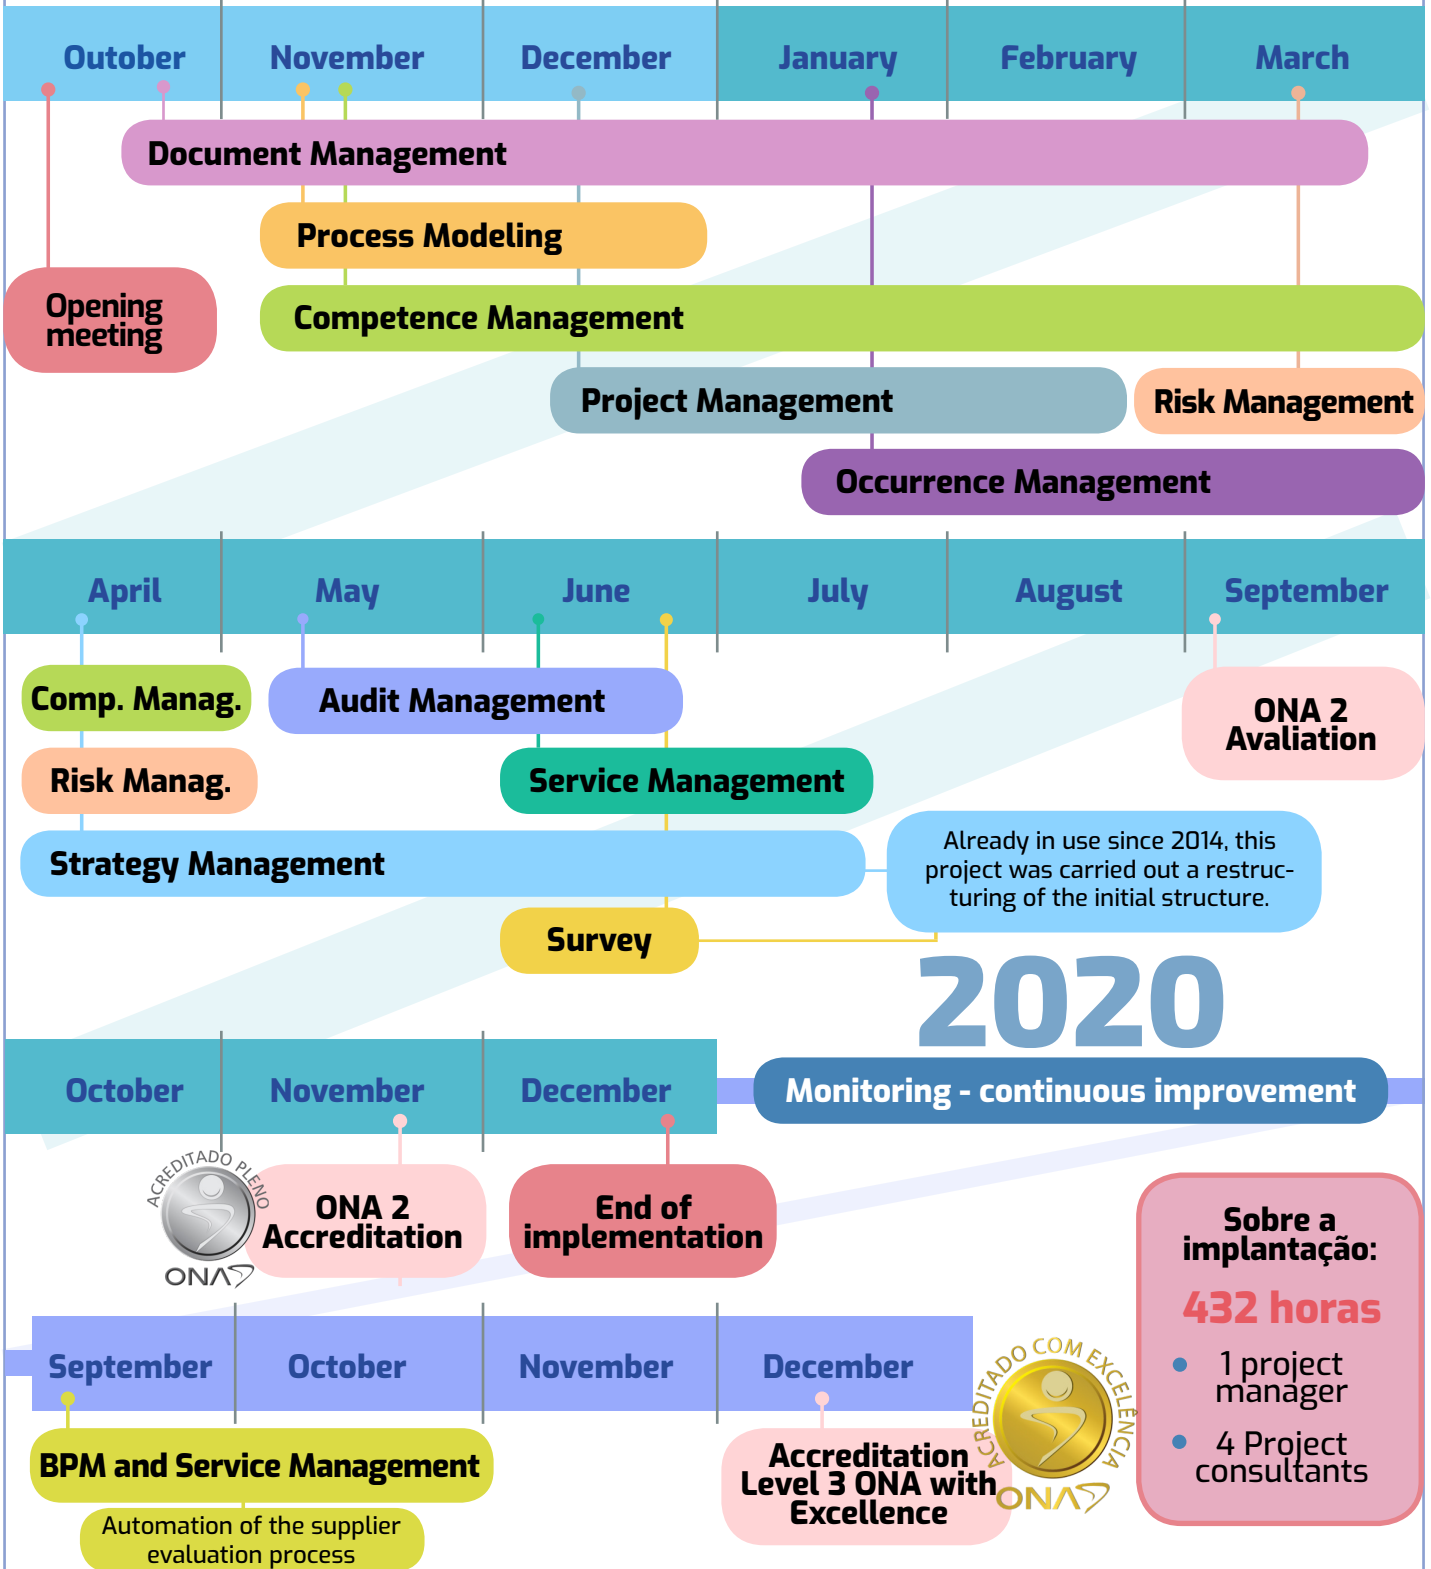 Outober November December January February March
Document Management
Process Modeling
Opening
meeting
Competence Management
Project Management
Risk Management
Occurrence Management
April May June July August September
Comp. Manag.
Audit Management
ONA 2
Avaliation
Risk Manag.
Service Management
Strategy Management
Already in use since 2014, this
project was carried out a restruc-
turing of the initial structure.
Survey
2020
October November December
Monitoring - continuous improvement
ACREDITADO PLENO
ONA
ONA 2
Accreditation
End of
implementation
Sobre a
implantação:
432 horas
1 project
manager
4 Project
consultants
September October November December
BPM and Service Management
Automation of the supplier
evaluation process
Accreditation
Level 3 ONA with
Excellence
ACREDITADO COM EXCELÊNCIA
ONA